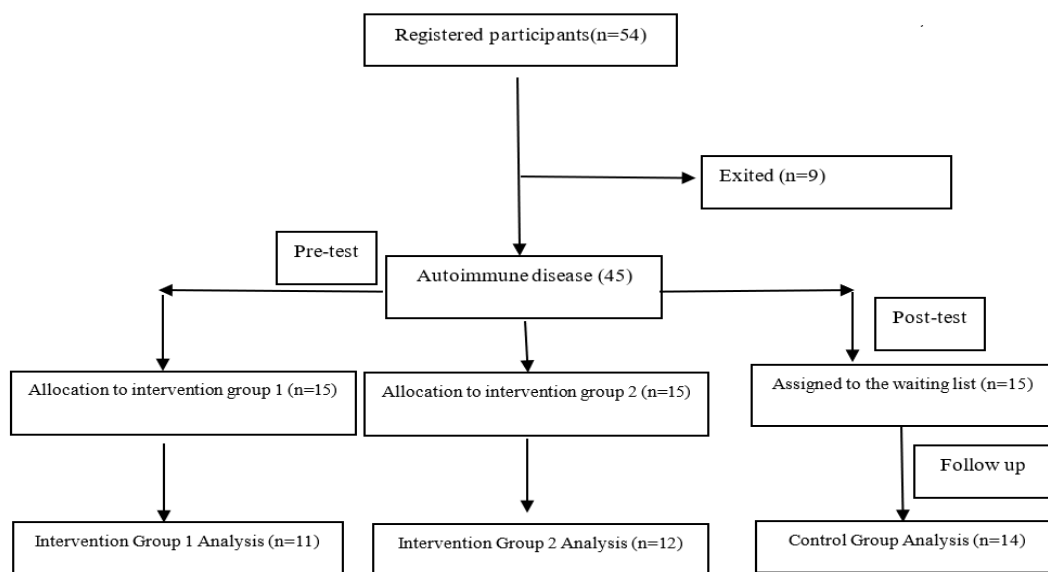 Registered participants(n=54)
Exited (n=9)
Pre-test
Autoimmune disease (45)
Post-test
Allocation to intervention group 1 (n=15)
Allocation to intervention group 2 (n=15)
Assigned to the waiting list (n=15)
Follow up
Intervention Group 1 Analysis (n=11)
Intervention Group 2 Analysis (n=12)
Control Group Analysis (n=14)